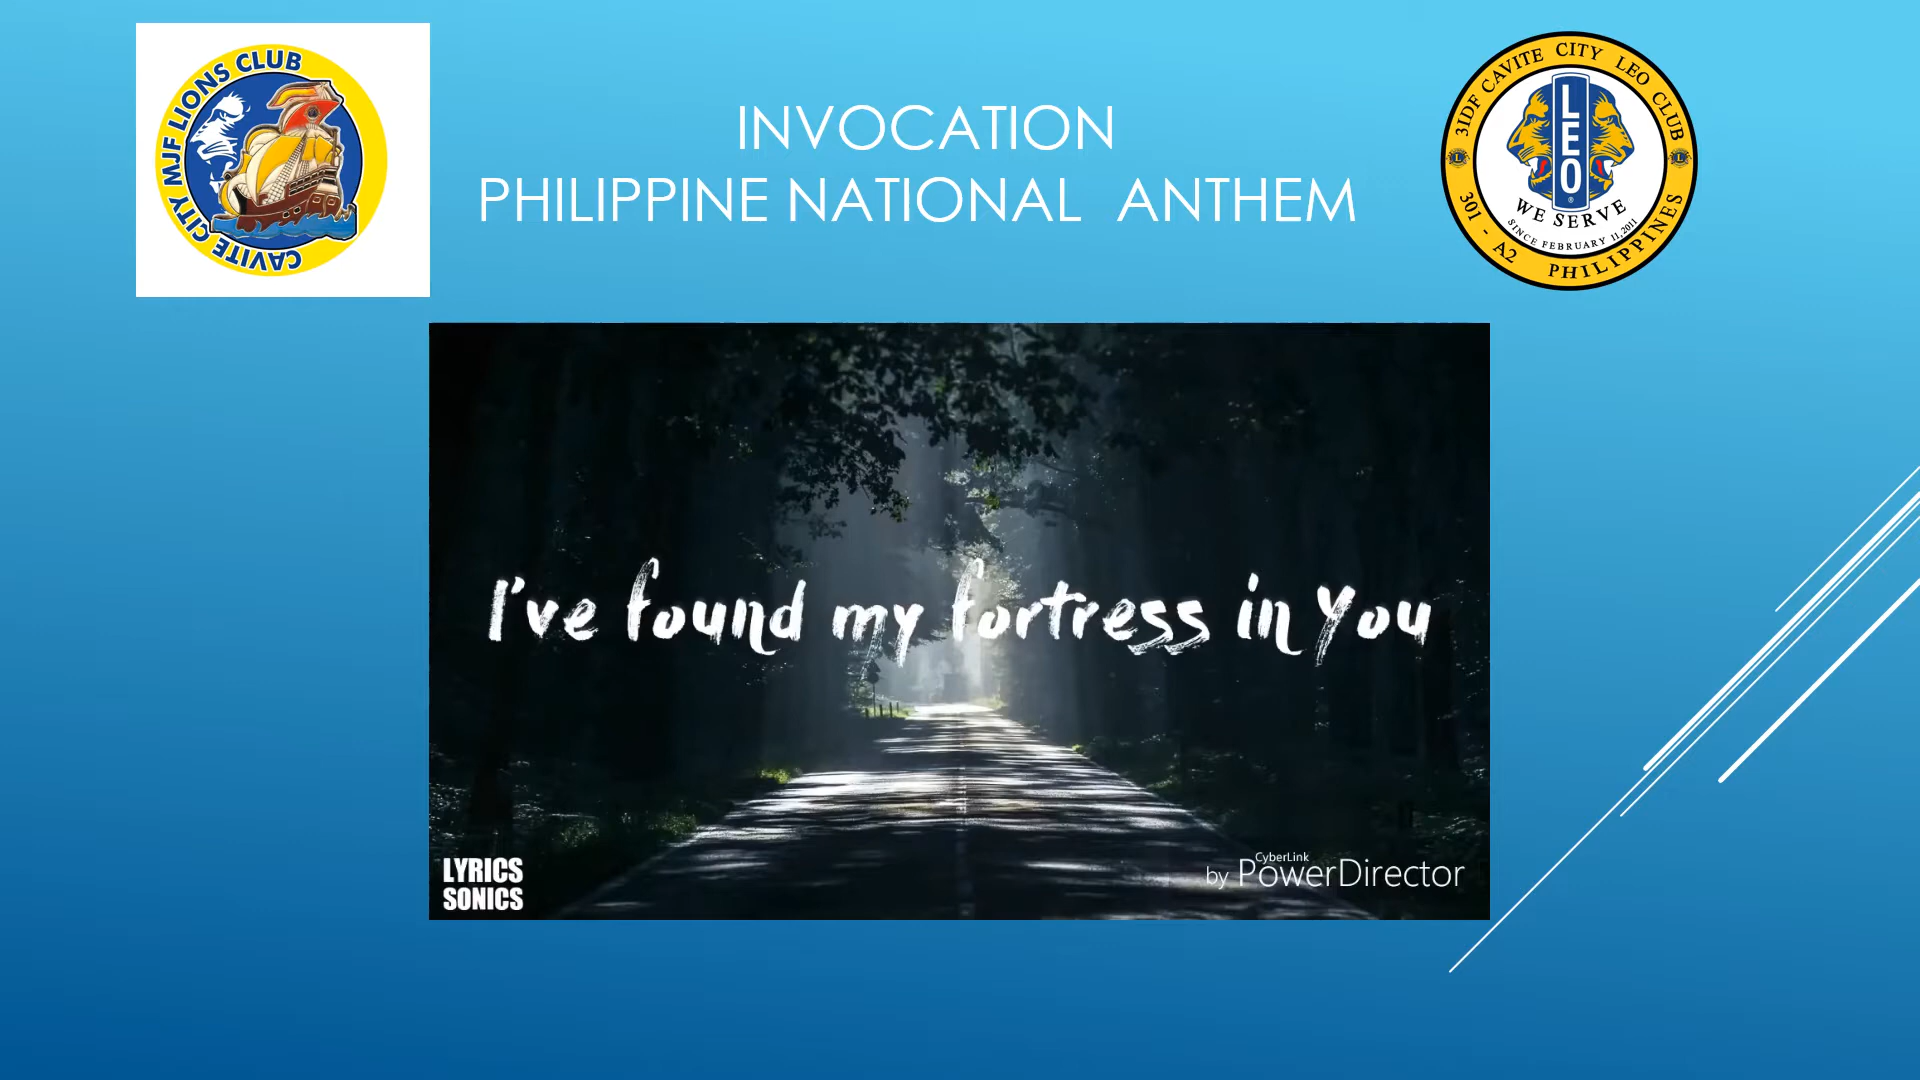 CAVITE CITY MJF LIONS CLUB
INVOCATION
PHILIPPINE NATIONAL ANTHEM
3IDF CAVITE CITY LEO CLUB
301 - A2 PHILIPPINES
LEO
WE SERVE
SINCE FEBRUARY 11,2011
I've found my fortress in You
LYRICS
SONICS
CyberLink
by PowerDirector